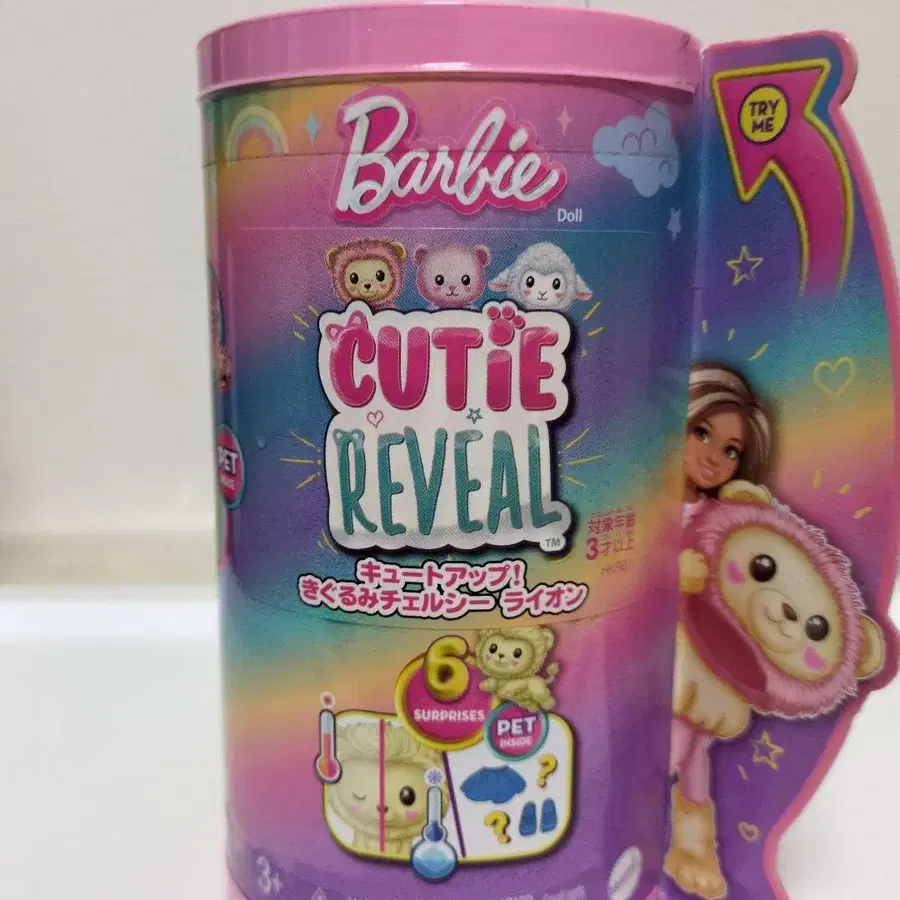 TRY
ME
Barbie
Doll
CUTiE
REVEAL
TM
対象年齢
3才以上
キュートアップ!
きぐるみチェルシー ライオン
PET
6
SURPRISES
PET
INSIDE
?
?
3+